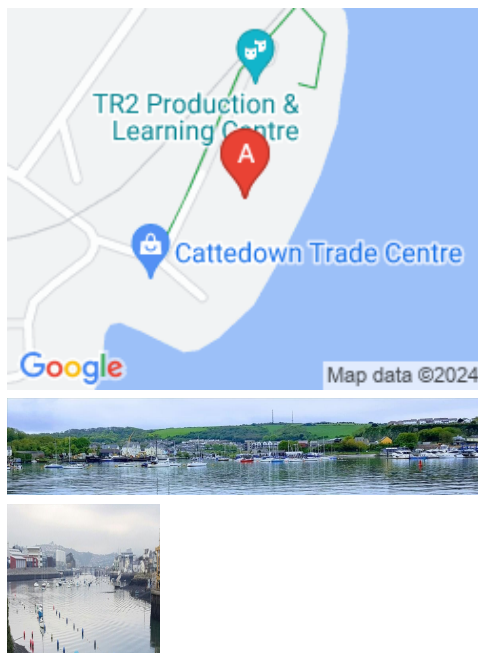 TR2 Production &
Learning Centre
A
Cattedown Trade Centre
Google
Map data ©2024